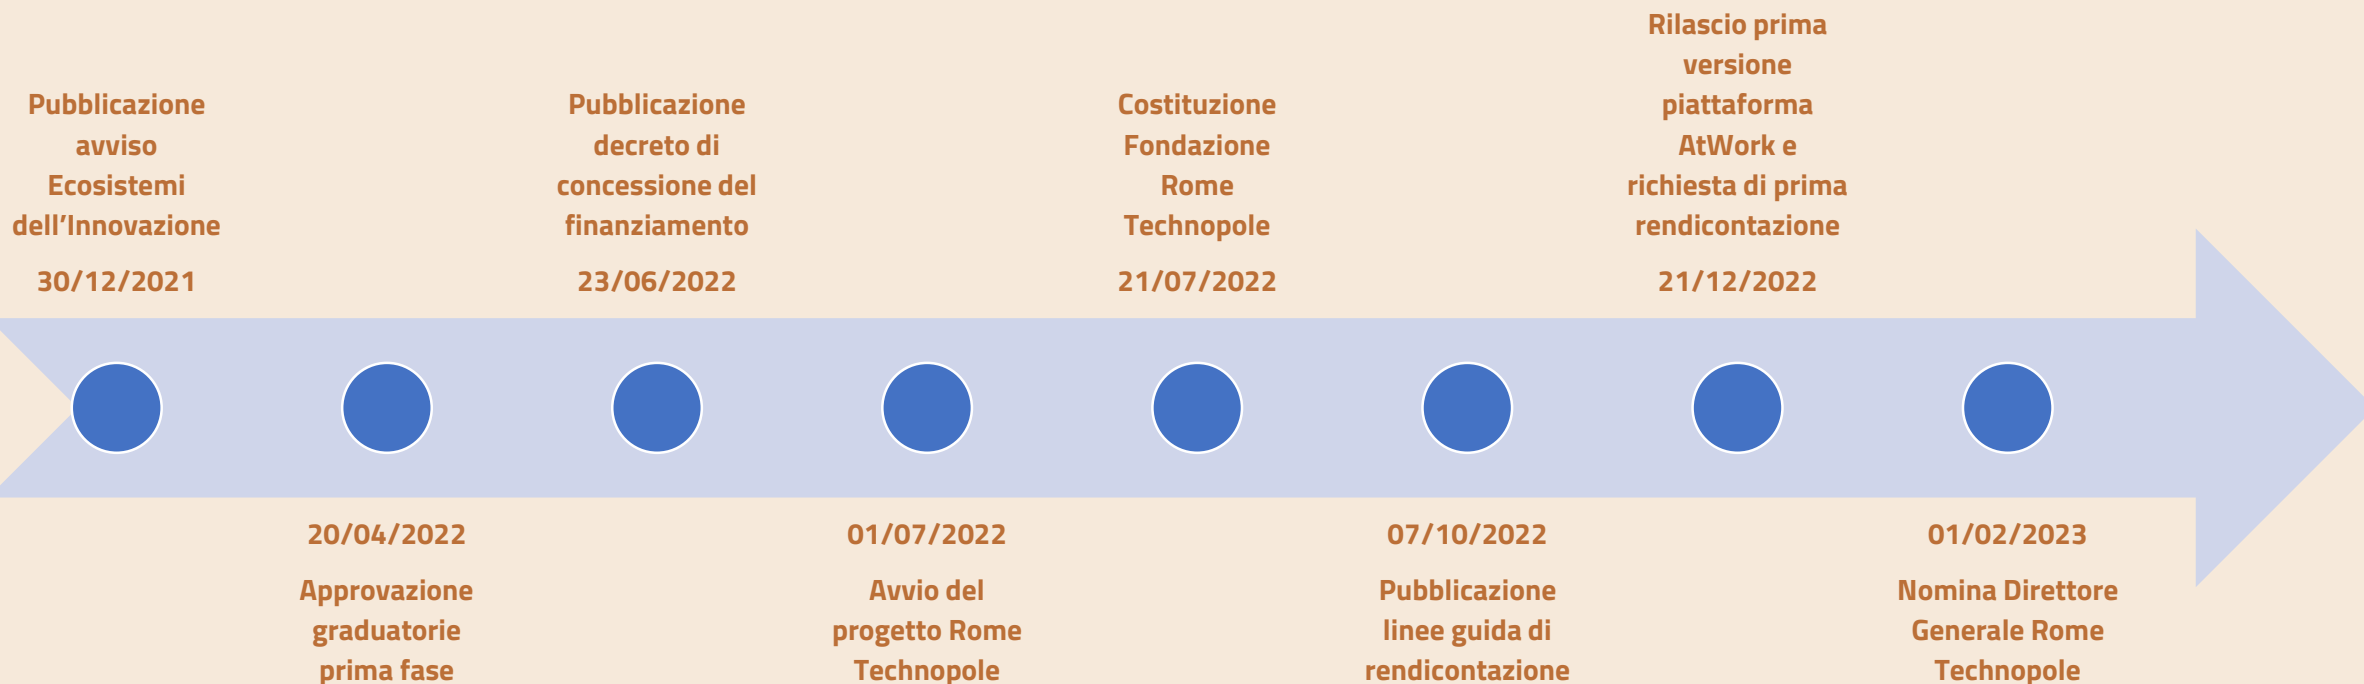 Pubblicazione
avviso
Ecosistemi
dell'Innovazione
30/12/2021
20/04/2022
Approvazione
graduatorie
prima fase
Pubblicazione
decreto di
concessione del
finanziamento
23/06/2022
01/07/2022
Avvio del
progetto Rome
Technopole
Costituzione
Fondazione
Rome
Technopole
21/07/2022
07/10/2022
Pubblicazione
linee guida di
rendicontazione
Rilascio prima
versione
piattaforma
AtWork e
richiesta di prima
rendicontazione
21/12/2022
01/02/2023
Nomina Direttore
Generale Rome
Technopole